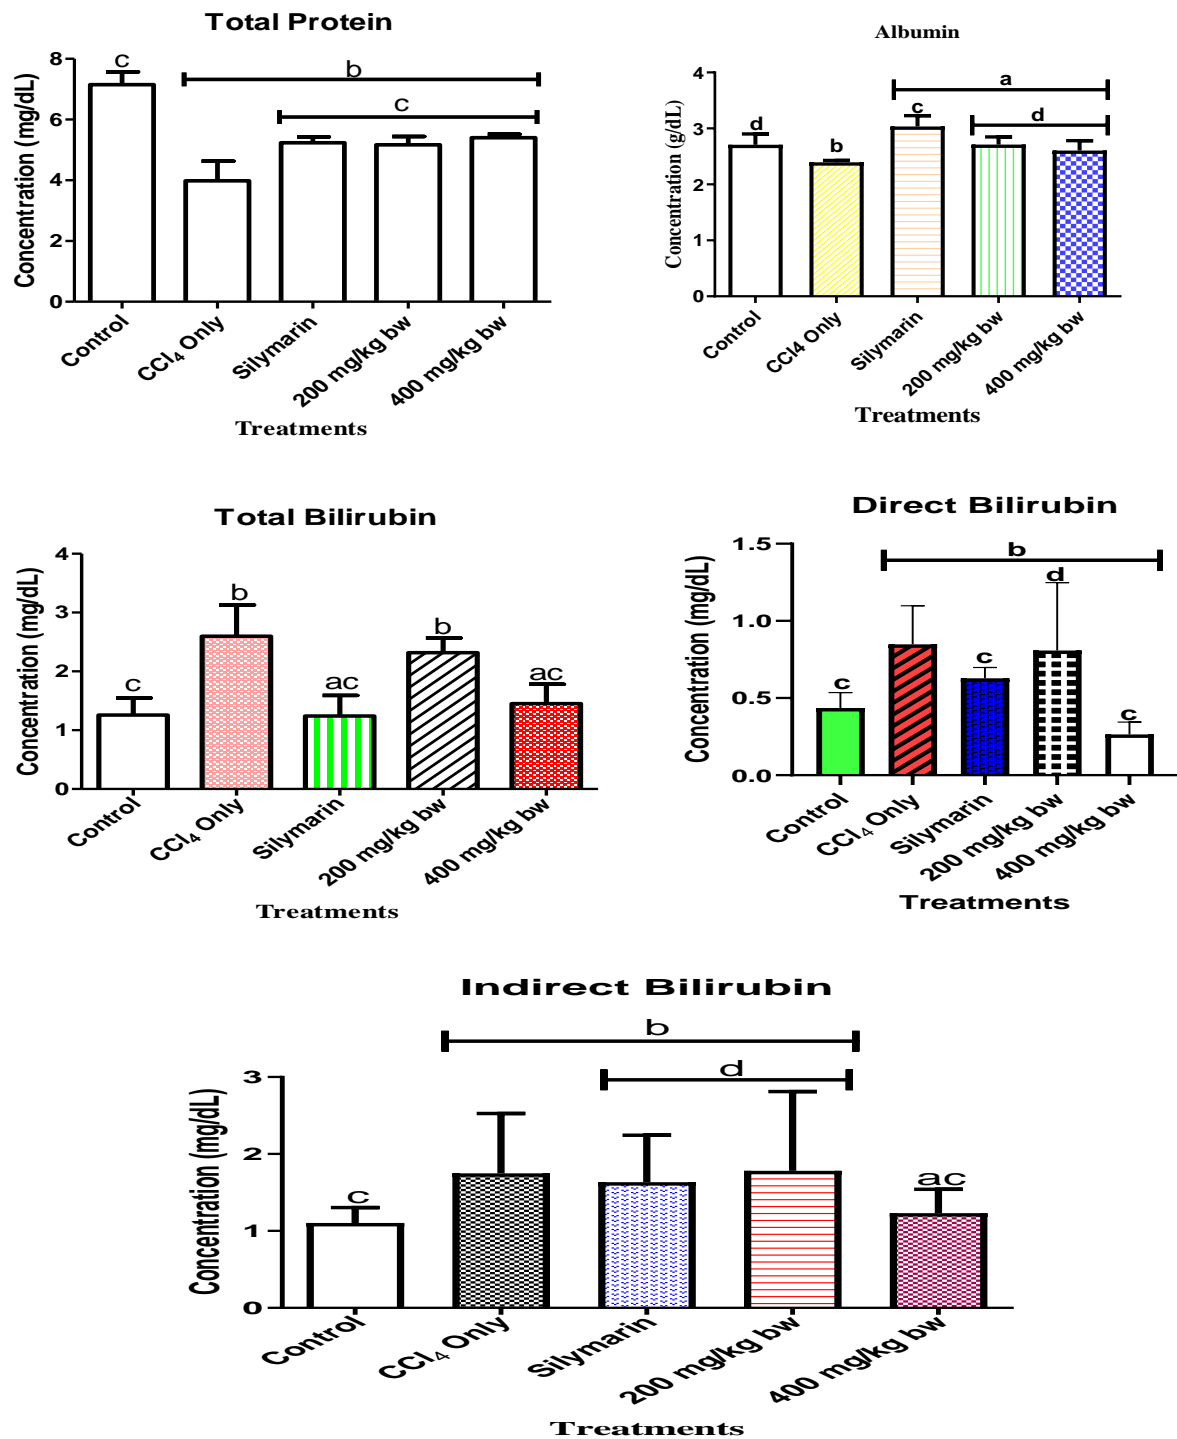 Total Protein
Concentration (mg/dL)
8
6
4
2
0
c
b
c
Control
CCl₄ Only
Silymarin
200 mg/kg bw
400 mg/kg bw
Treatments
Albumin
Concentration (g/dL)
4
3
2
1
0
a
d
b
c
d
Control
CCl4 Only
Silymarin
200 mg/kg bw
400 mg/kg bw
Treatments
Total Bilirubin
Concentration (mg/dL)
4
3
2
1
0
c
b
ac
b
ac
Control
CCl₄ Only
Silymarin
200 mg/kg bw
400 mg/kg bw
Treatments
Direct Bilirubin
Concentration (mg/dL)
1.5
1.0
0.5
0.0
b
c
c
d
c
Control
CCl₄ Only
Silymarin
200 mg/kg bw
400 mg/kg bw
Treatments
Indirect Bilirubin
Concentration (mg/dL)
3
2
1
0
b
d
c
ac
Control
CCl₄ Only
Silymarin
200 mg/kg bw
400 mg/kg bw
Treatments